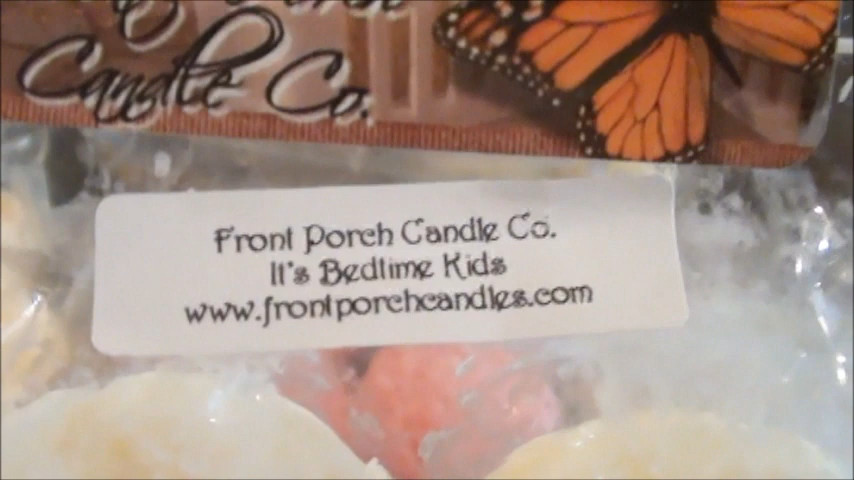 Candle Co.
Front Porch Candle Co.
It's Bedtime Kids
www.frontporchcandles.com